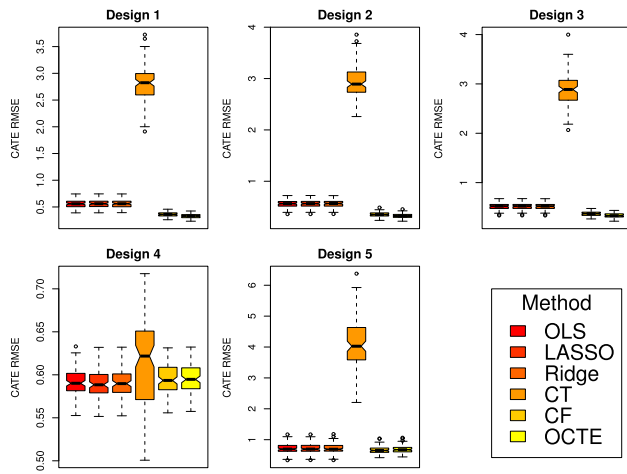 Design 1
CATE RMSE
3.5
3.0
2.5
2.0
1.5
1.0
0.5
Design 2
CATE RMSE
4
3
2
1
Design 3
CATE RMSE
4
3
2
1
Design 4
CATE RMSE
0.70
0.65
0.60
0.55
0.50
Design 5
CATE RMSE
6
5
4
3
2
1
Method
OLS
LASSO
Ridge
CT
CF
OCTE